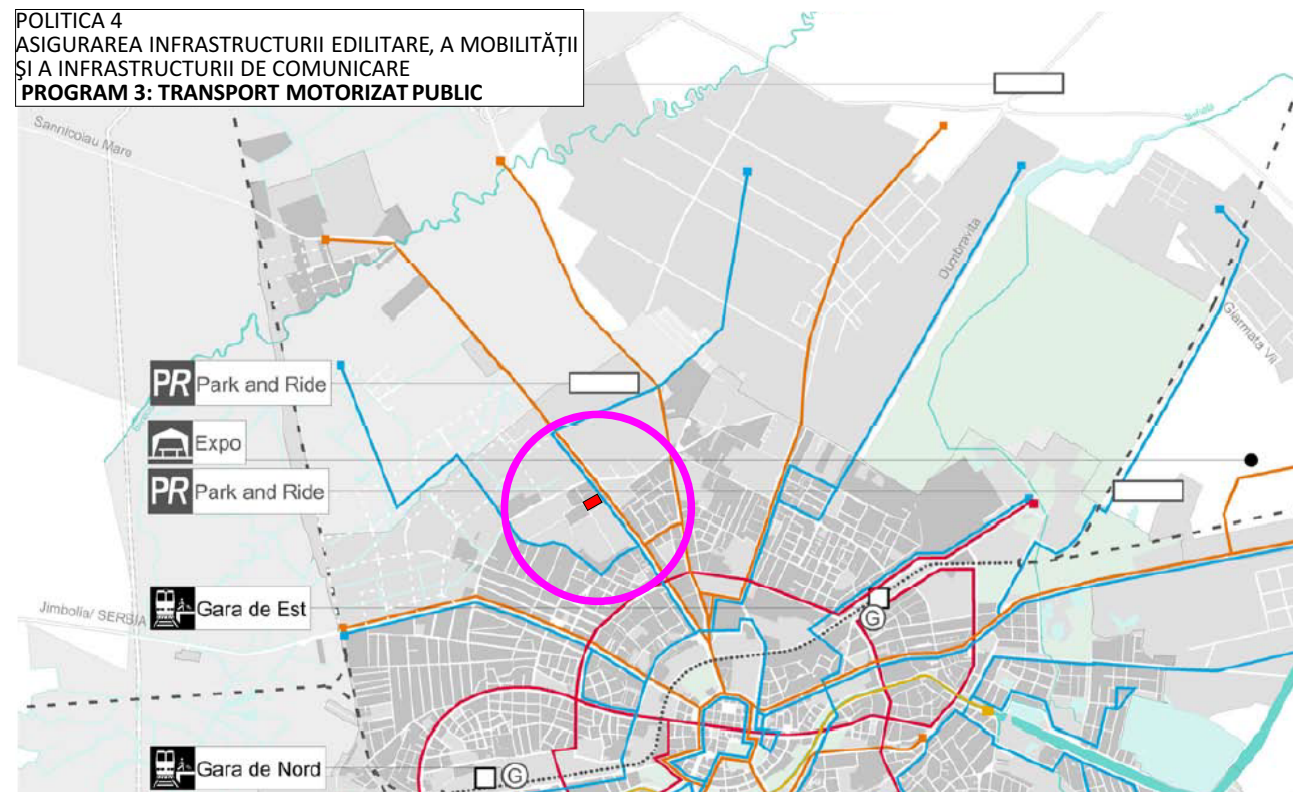 POLITICA 4
ASIGURAREA INFRASTRUCTURII EDILITARE, A MOBILITĂȚII
ŞI A INFRASTRUCTURII DE COMUNICARE
PROGRAM 3: TRANSPORT MOTORIZAT PUBLIC
Sannicolau Mare
Dumbravita
Giarmata Vii
PR Park and Ride
Expo
PR Park and Ride
Gara de Est
Jimbolia/ SERBIA
G
Gara de Nord
G